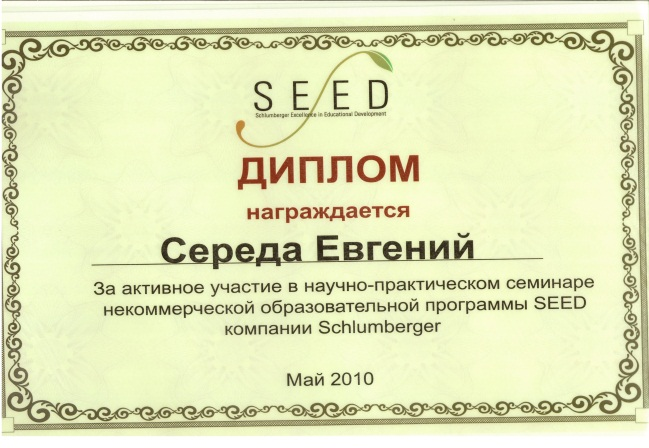 SEED
Schlumberger Excellence in Educational Development
ДИПЛОМ
награждается
Середа Евгений
За активное участие в научно-практическом семинаре
некоммерческой образовательной программы SEED
компании Schlumberger
Май 2010